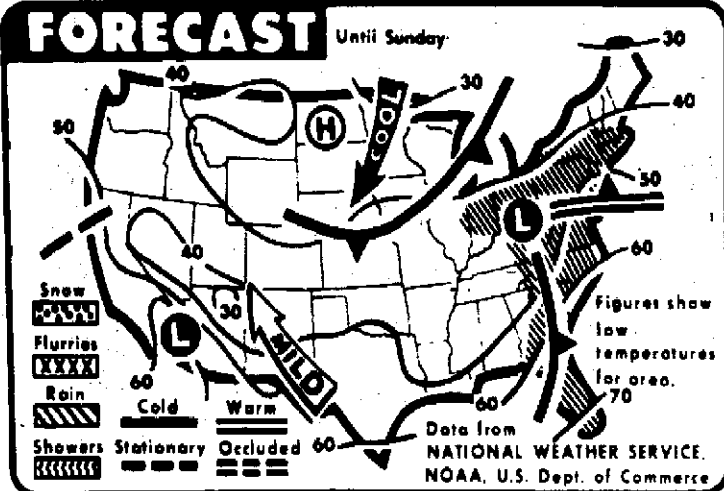 FORECAST
Until Sunday
30
40
30
50
40
H
COOL
50
L
40
60
30
MILD
L
60
60
70
60
Snow
Flurries
Rain
Showers
Cold
Warm
Stationary
Occluded
Figures show
low
temperatures
for area.
Data from
NATIONAL WEATHER SERVICE,
NOAA, U.S. Dept. of Commerce